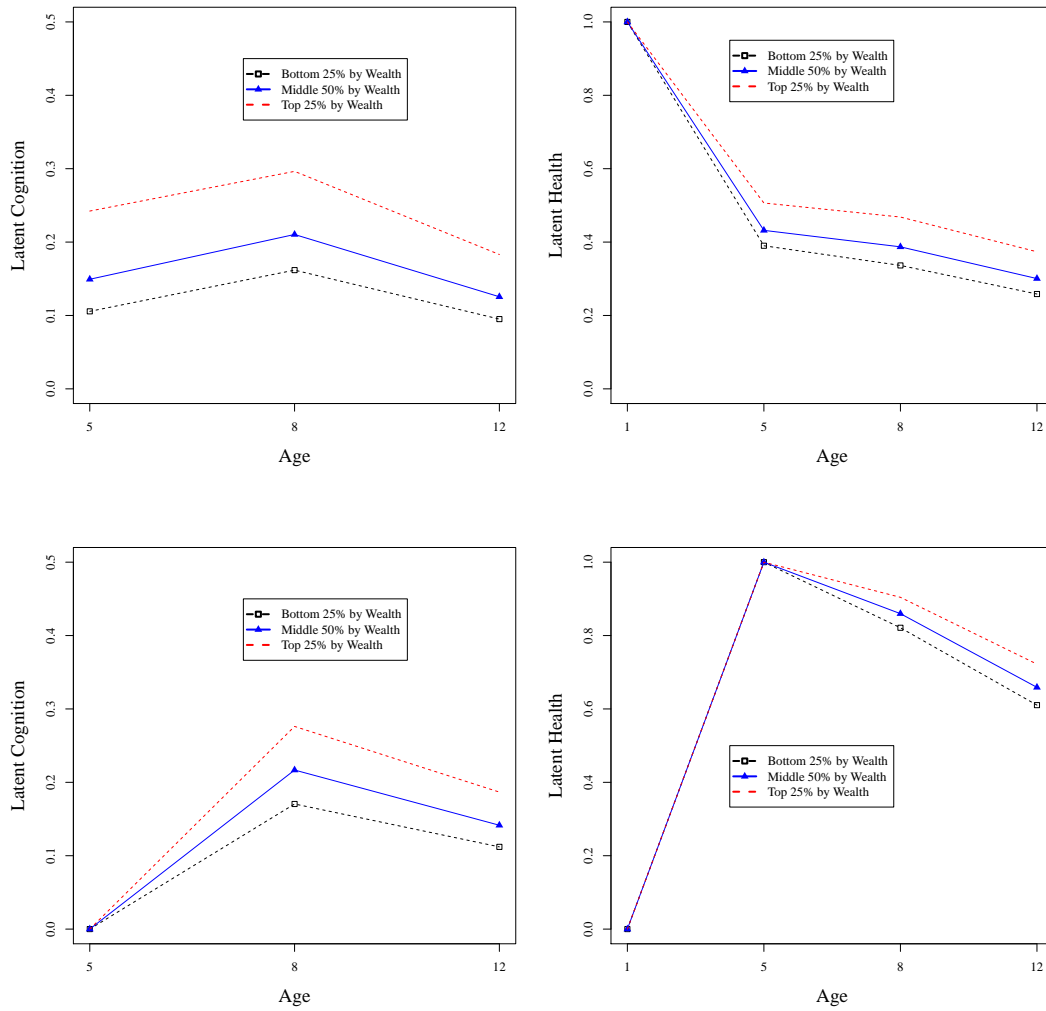 0.5
0.4
0.3
0.2
0.1
0.0
Latent Cognition
Bottom 25% by Wealth
Middle 50% by Wealth
Top 25% by Wealth
5
8
12
Age
1.0
0.8
0.6
0.4
0.2
0.0
Latent Health
Bottom 25% by Wealth
Middle 50% by Wealth
Top 25% by Wealth
1
5
8
12
Age
0.5
0.4
0.3
0.2
0.1
0.0
Latent Cognition
Bottom 25% by Wealth
Middle 50% by Wealth
Top 25% by Wealth
5
8
12
Age
1.0
0.8
0.6
0.4
0.2
0.0
Latent Health
Bottom 25% by Wealth
Middle 50% by Wealth
Top 25% by Wealth
1
5
8
12
Age